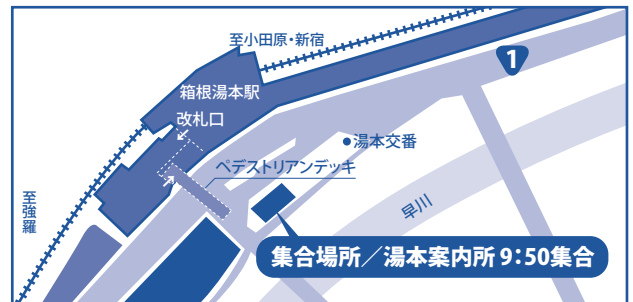 至小田原・新宿
1
箱根湯本駅
改札口
湯本交番
ペデストリアンデッキ
至強羅
早川
集合場所／湯本案内所 9：50集合